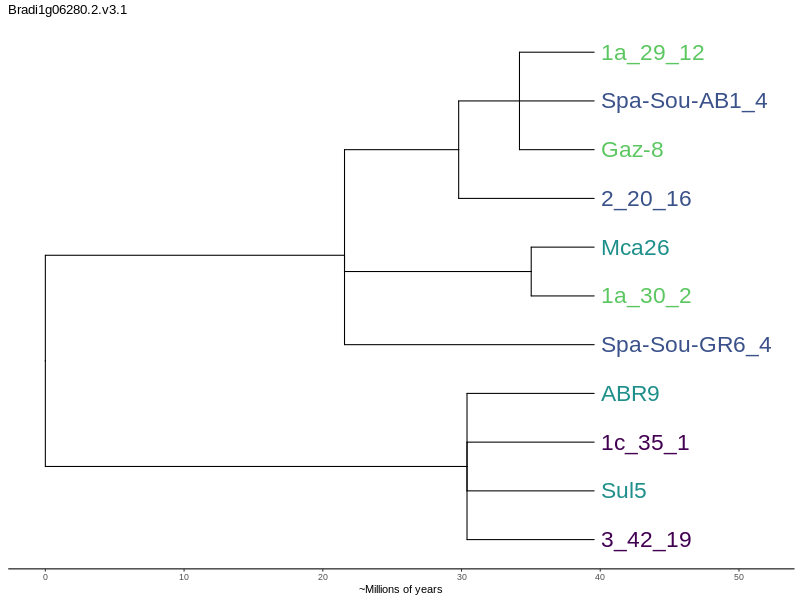 Bradi1g06280.2.v3.1
1a_29_12
Spa-Sou-AB1_4
Gaz-8
2_20_16
Mca26
1a_30_2
Spa-Sou-GR6_4
ABR9
1c_35_1
Sul5
3_42_19
0 10 20 30 40 50
~Millions of years